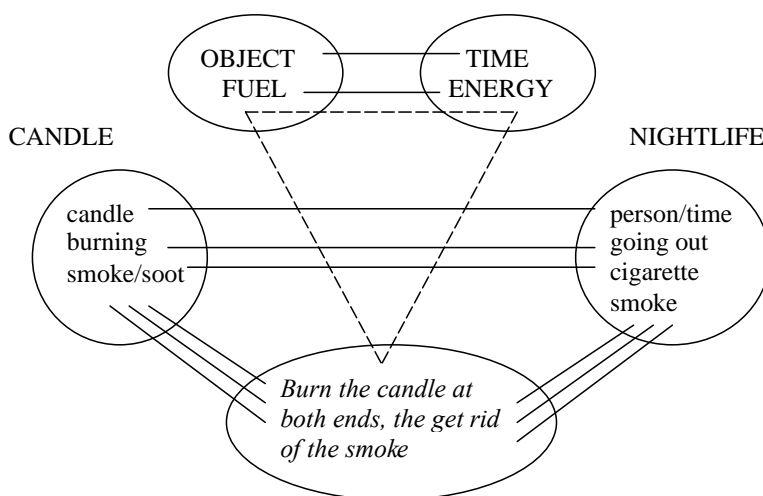 OBJECT
FUEL
TIME
ENERGY
CANDLE
NIGHTLIFE
candle
burning
smoke/soot
person/time
going out
cigarette
smoke
Burn the candle at
both ends, the get rid
of the smoke